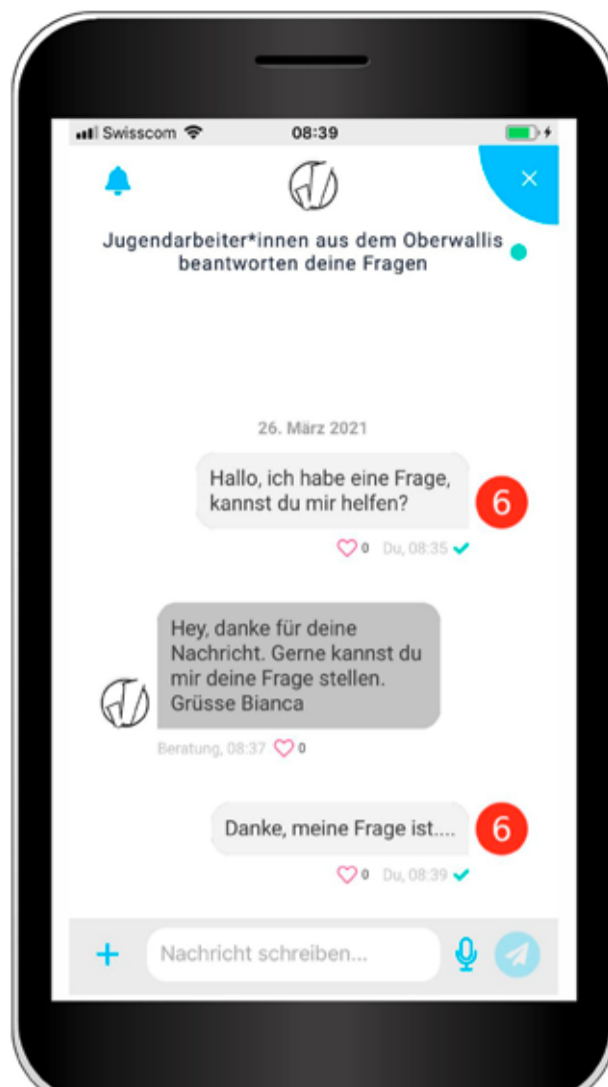 Swisscom 08:39
Jugendarbeiter*innen aus dem Oberwallis
beantworten deine Fragen
26. März 2021
Hallo, ich habe eine Frage,
kannst du mir helfen?
6
0 Du, 08:35
Hey, danke für deine
Nachricht. Gerne kannst du
mir deine Frage stellen.
Grüsse Bianca
Beratung, 08:37 0
Danke, meine Frage ist....
6
0 Du, 08:39
Nachricht schreiben...